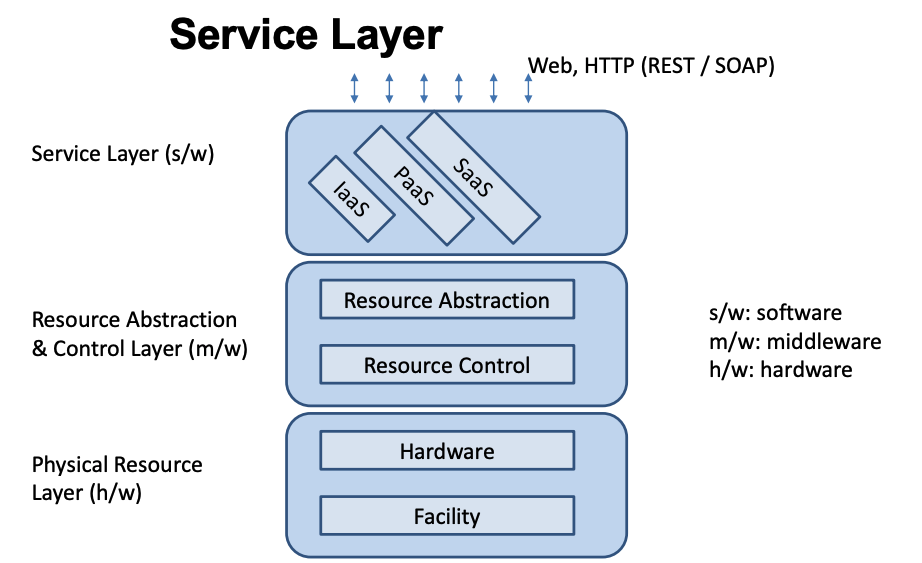 Service Layer
Web, HTTP (REST / SOAP)
Service Layer (s/w)
IaaS
PaaS
SaaS
Resource Abstraction
& Control Layer (m/w)
Resource Abstraction
Resource Control
s/w: software
m/w: middleware
h/w: hardware
Physical Resource
Layer (h/w)
Hardware
Facility